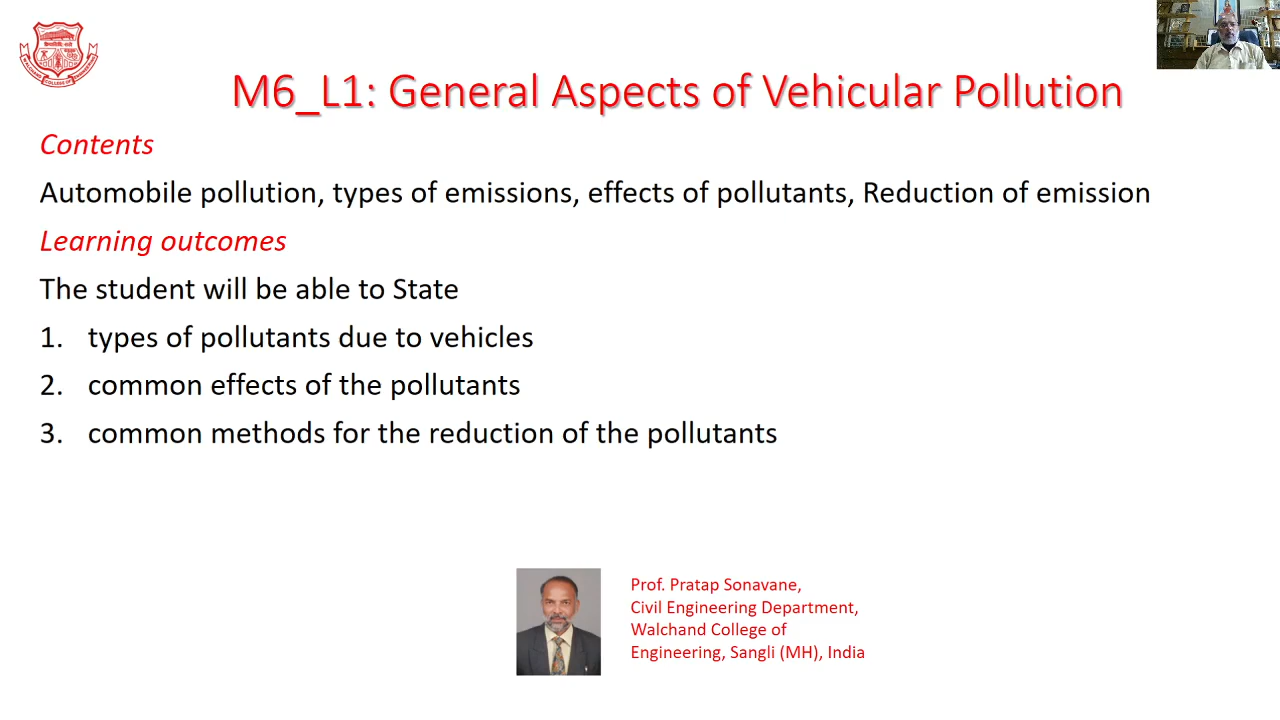 M6_L1: General Aspects of Vehicular Pollution
Contents
Automobile pollution, types of emissions, effects of pollutants, Reduction of emission
Learning outcomes
The student will be able to State
1. types of pollutants due to vehicles
2. common effects of the pollutants
3. common methods for the reduction of the pollutants
Prof. Pratap Sonavane,
Civil Engineering Department,
Walchand College of
Engineering, Sangli (MH), India